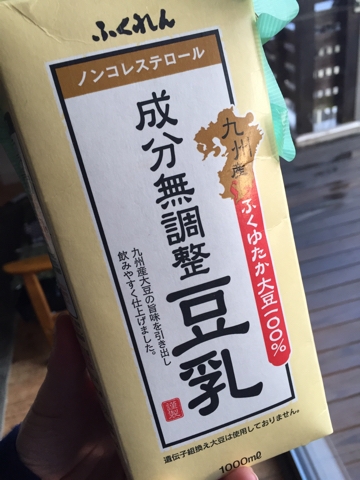 ふくれん
ノンコレステロール
九州産
ふくゆたか大豆100%
成分無調整
豆乳
九州産大豆の旨味を引き出し
飲みやすく仕上げました。
謹製
遺伝子組換え大豆は使用しておりません。
1000mℓ